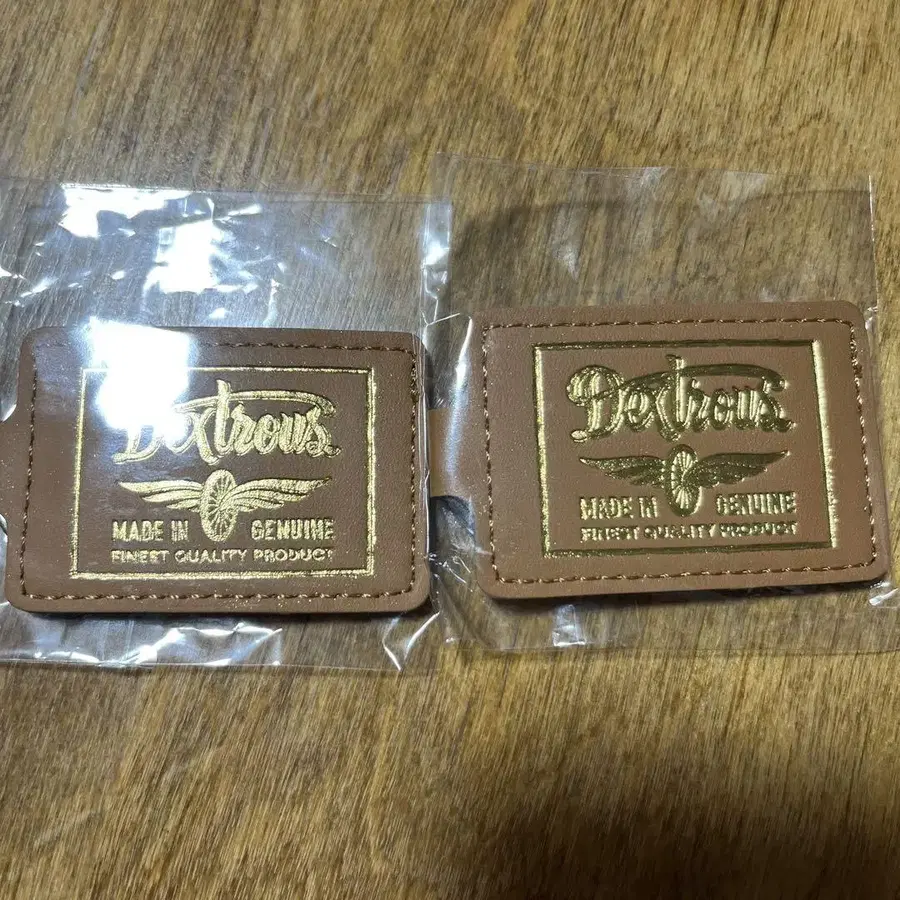 Dextrous
MADE IN GENUINE
FINEST QUALITY PRODUCT
Dextrous
MADE IN GENUINE
FINEST QUALITY PRODUCT